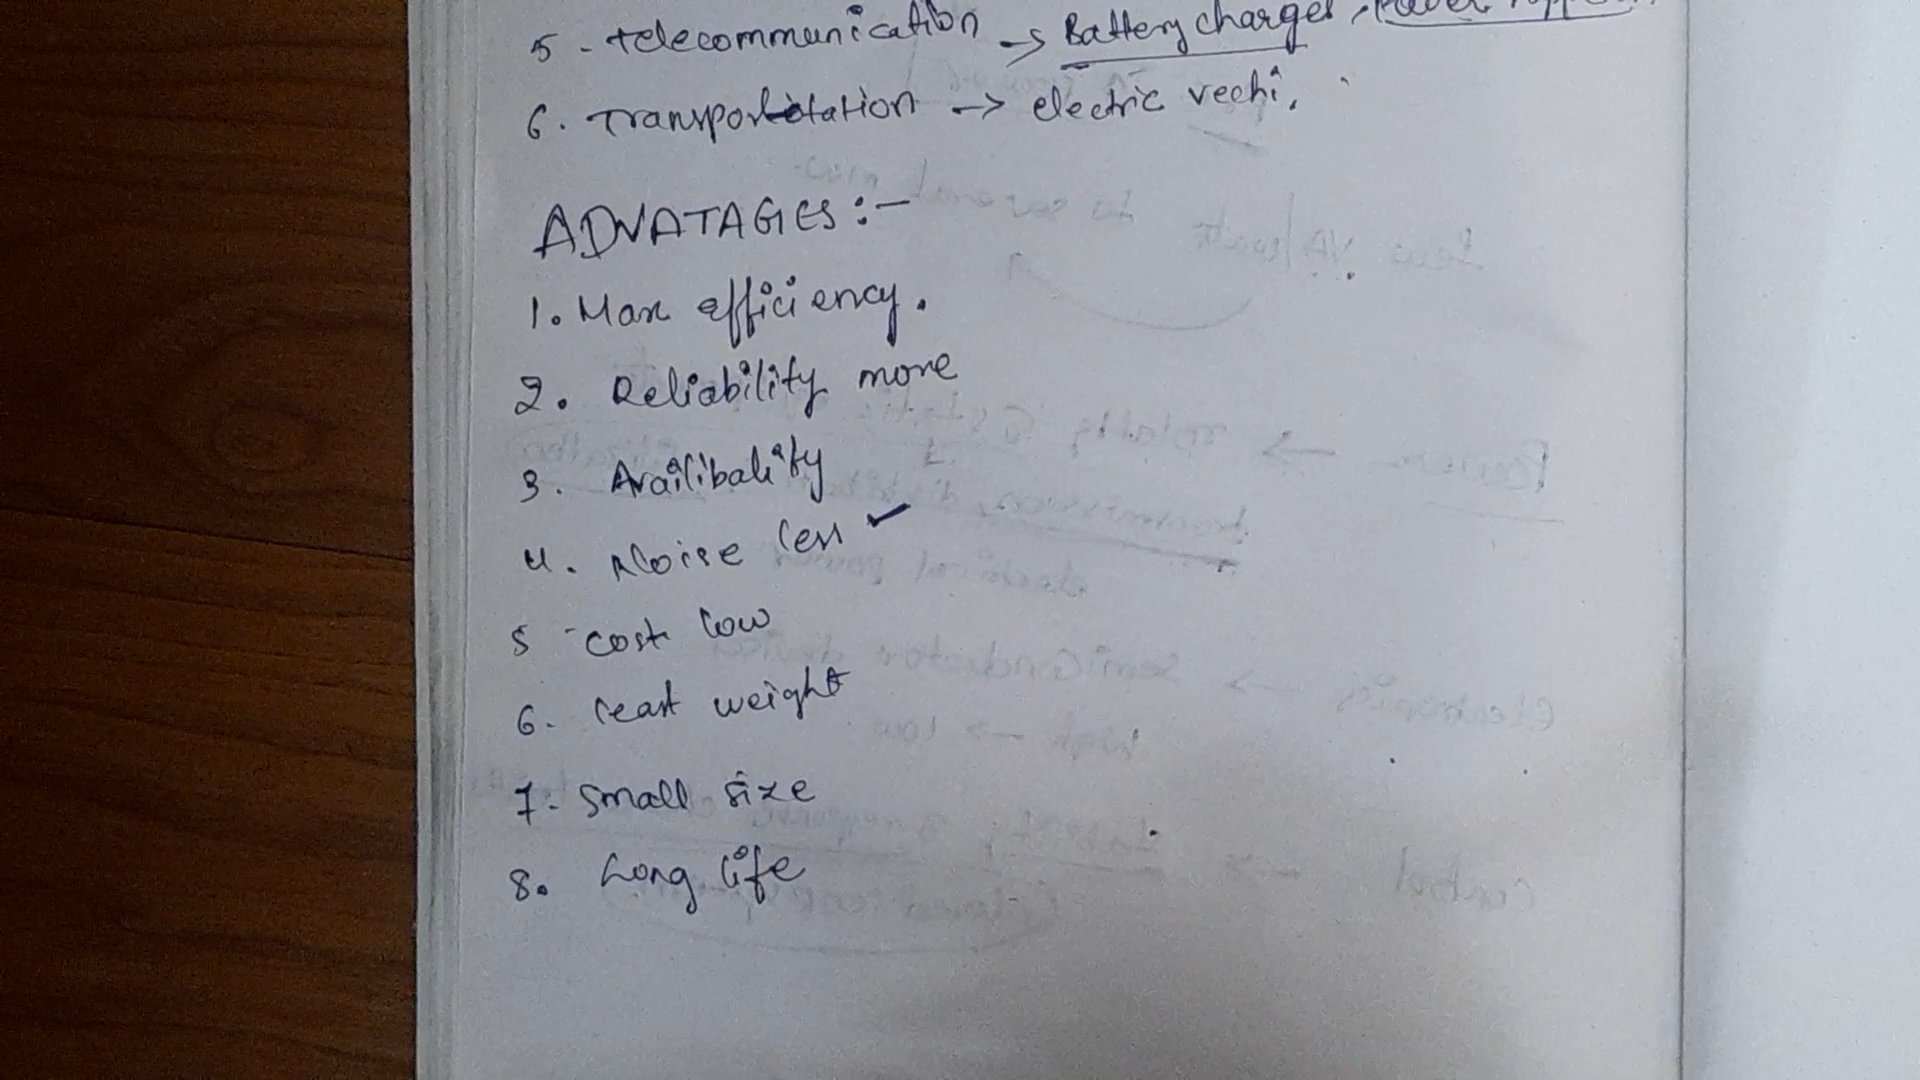 5 - telecommunication → Battery charger, Power
6. Transportation → electric vechi.
ADVATAGES :-
1. Max efficiency.
2. Reliability more
3. Availibality
4. Noise less ✓
5 - cost low
6. least weight
7. small size
8. Long life